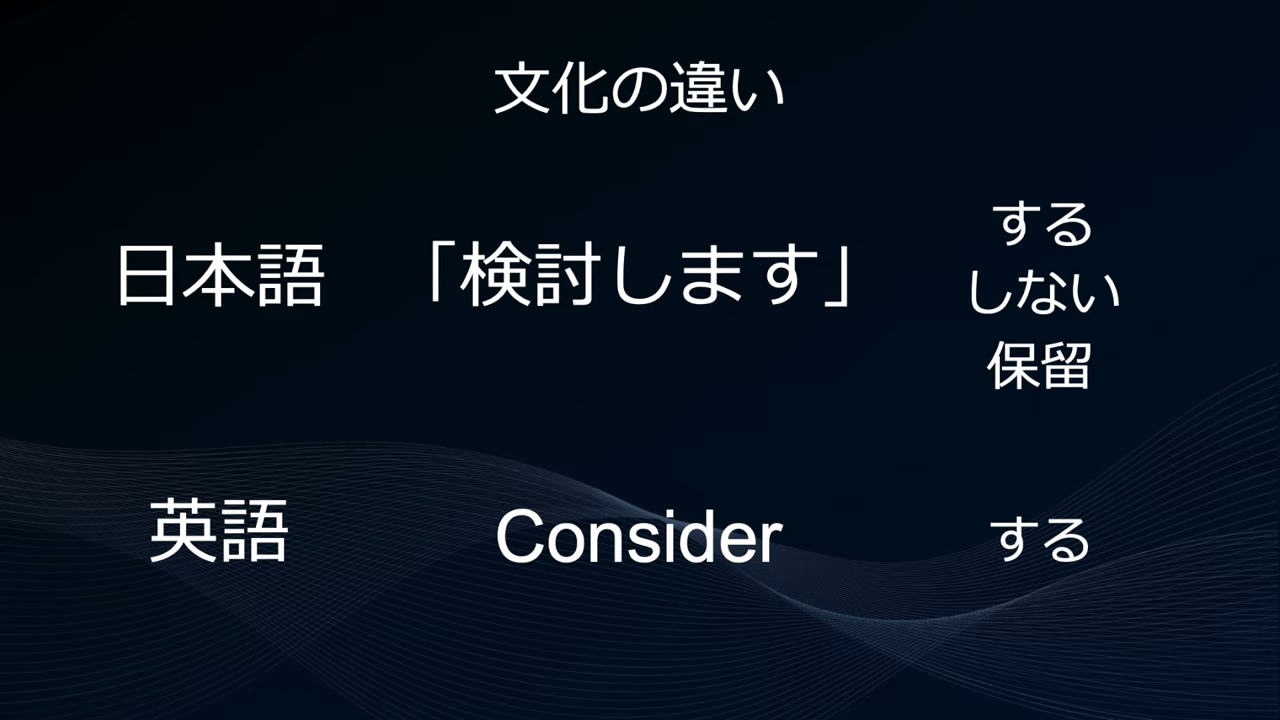 文化の違い
日本語 「検討します」
する
しない
保留
英語 Consider する